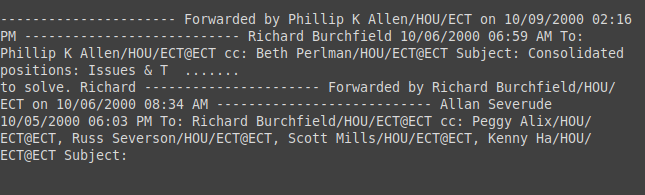 ---------------------- Forwarded by Phillip K Allen/HOU/ECT on 10/09/2000 02:16
PM --------------------------- Richard Burchfield 10/06/2000 06:59 AM To:
Phillip K Allen/HOU/ECT@ECT cc: Beth Perlman/HOU/ECT@ECT Subject: Consolidated
positions: Issues & T  .......
to solve. Richard ---------------------- Forwarded by Richard Burchfield/HOU/
ECT on 10/06/2000 08:34 AM --------------------------- Allan Severude
10/05/2000 06:03 PM To: Richard Burchfield/HOU/ECT@ECT cc: Peggy Alix/HOU/
ECT@ECT, Russ Severson/HOU/ECT@ECT, Scott Mills/HOU/ECT@ECT, Kenny Ha/HOU/
ECT@ECT Subject: